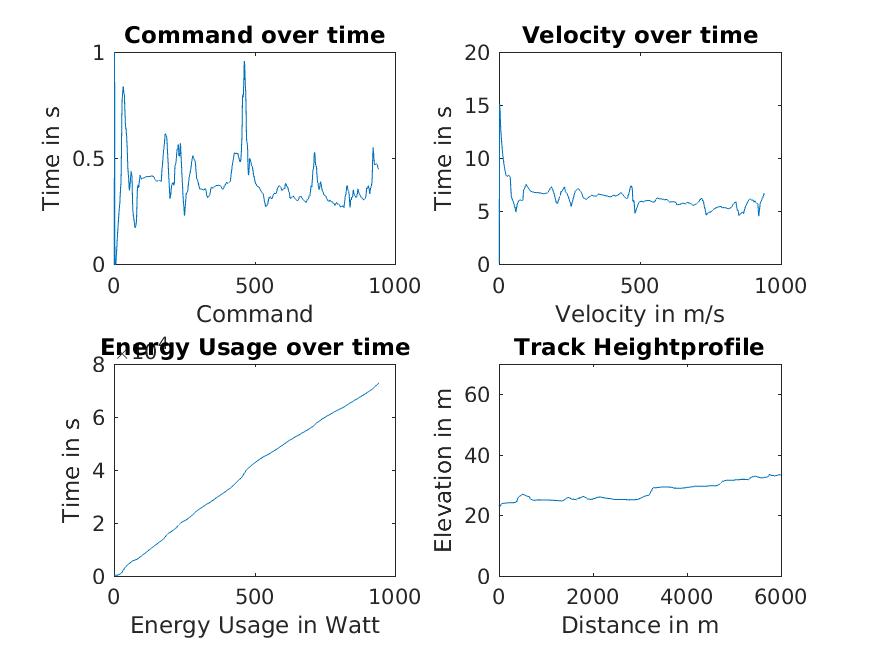 Command over time
1
0.5
0
Time in s
0
500
1000
Command
Velocity over time
20
15
10
5
0
Time in s
0
500
1000
Velocity in m/s
Energy Usage over time
×10⁴
8
6
4
2
0
Time in s
0
500
1000
Energy Usage in Watt
Track Heightprofile
60
40
20
0
Elevation in m
0
2000
4000
6000
Distance in m